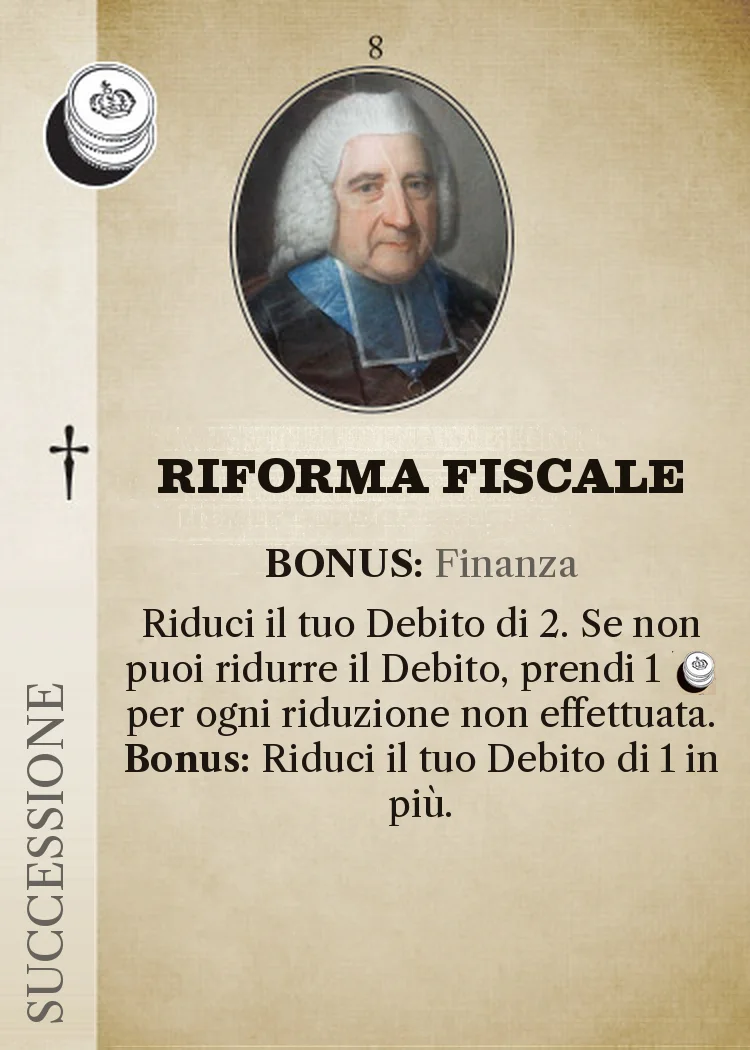 8
RIFORMA FISCALE
BONUS: Finanza
Riduci il tuo Debito di 2. Se non
puoi ridurre il Debito, prendi 1
per ogni riduzione non effettuata.
Bonus: Riduci il tuo Debito di 1 in
più.
SUCCESSIONE